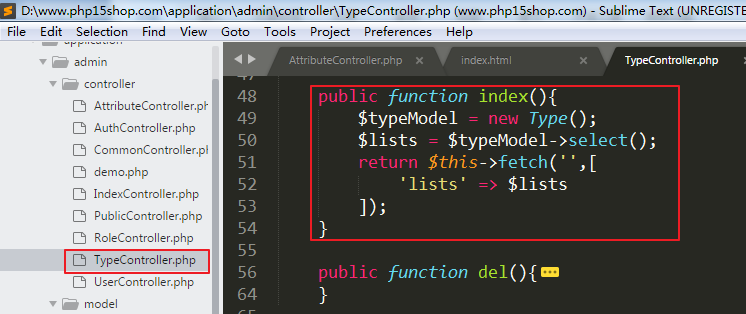 D:\www.php15shop.com\application\admin\controller\TypeController.php (www.php15shop.com) - Sublime Text (UNREGISTE
File Edit Selection Find View Goto Tools Project Preferences Help
application
admin
controller
AttributeController.ph
AuthController.php
CommonController.ph
demo.php
IndexController.php
PublicController.php
RoleController.php
TypeController.php
UserController.php
model
AttributeController.php × index.html × TypeController.php
47
48 public function index(){
49 $typeModel = new Type();
50 $lists = $typeModel->select();
51 return $this->fetch('',[
52 'lists' => $lists
53 ]);
54 }
55
56 public function del(){
64 }
65